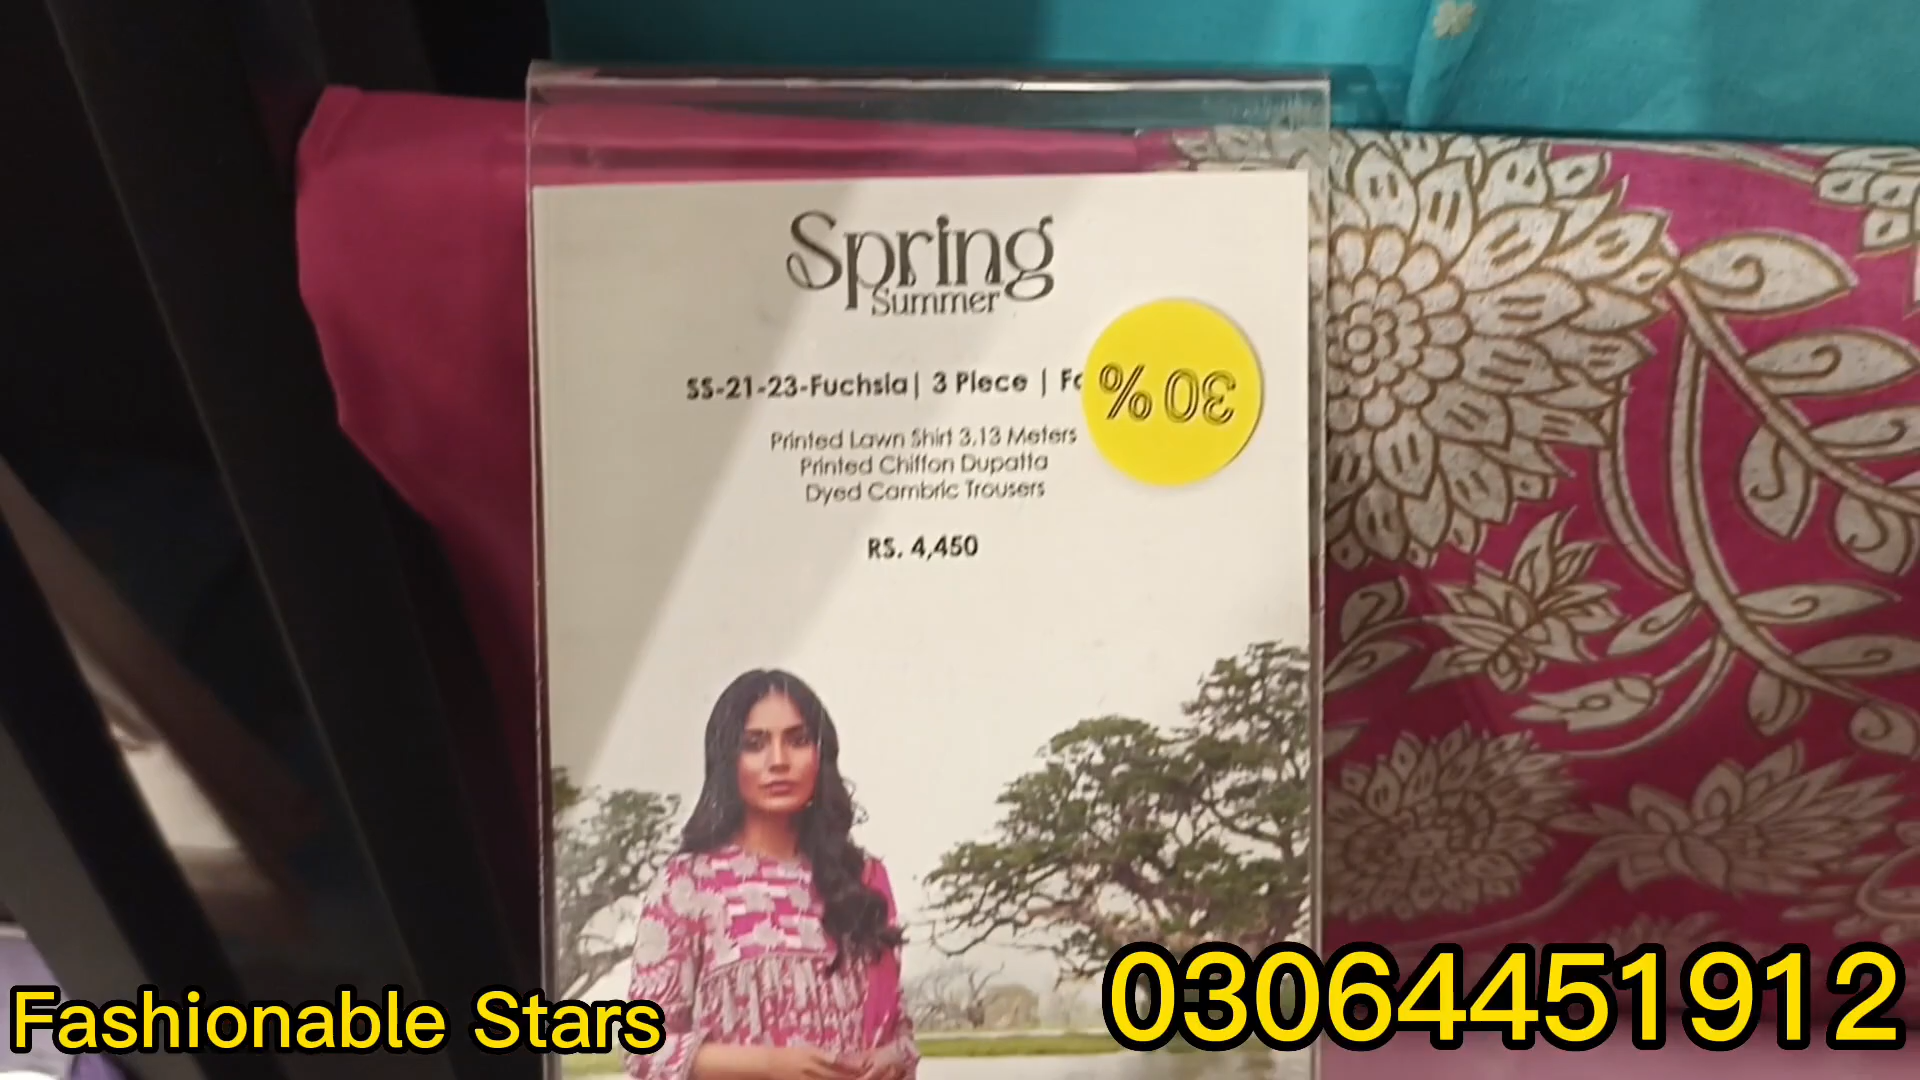 Spring
Summer
SS-21-23-Fuchsia| 3 Piece |
30%
Printed Lawn Shirt 3.13 Meters
Printed Chiffon Dupatta
Dyed Cambric Trousers
RS. 4,450
Fashionable Stars
03064451912